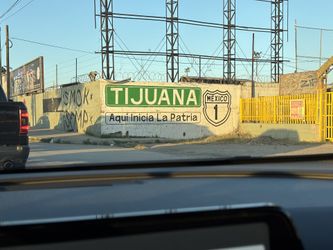 TIJUANA
Aquí Inicia La Patria
MEXICO
1